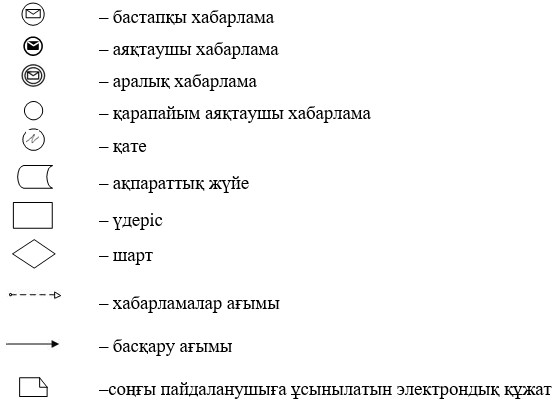 – бастапқы хабарлама
– аяқтаушы хабарлама
– аралық хабарлама
– қарапайым аяқтаушы хабарлама
– қате
– ақпараттық жүйе
– үдеріс
– шарт
– хабарламалар ағымы
– басқару ағымы
–соңғы пайдаланушыға ұсынылатын электрондық құжат